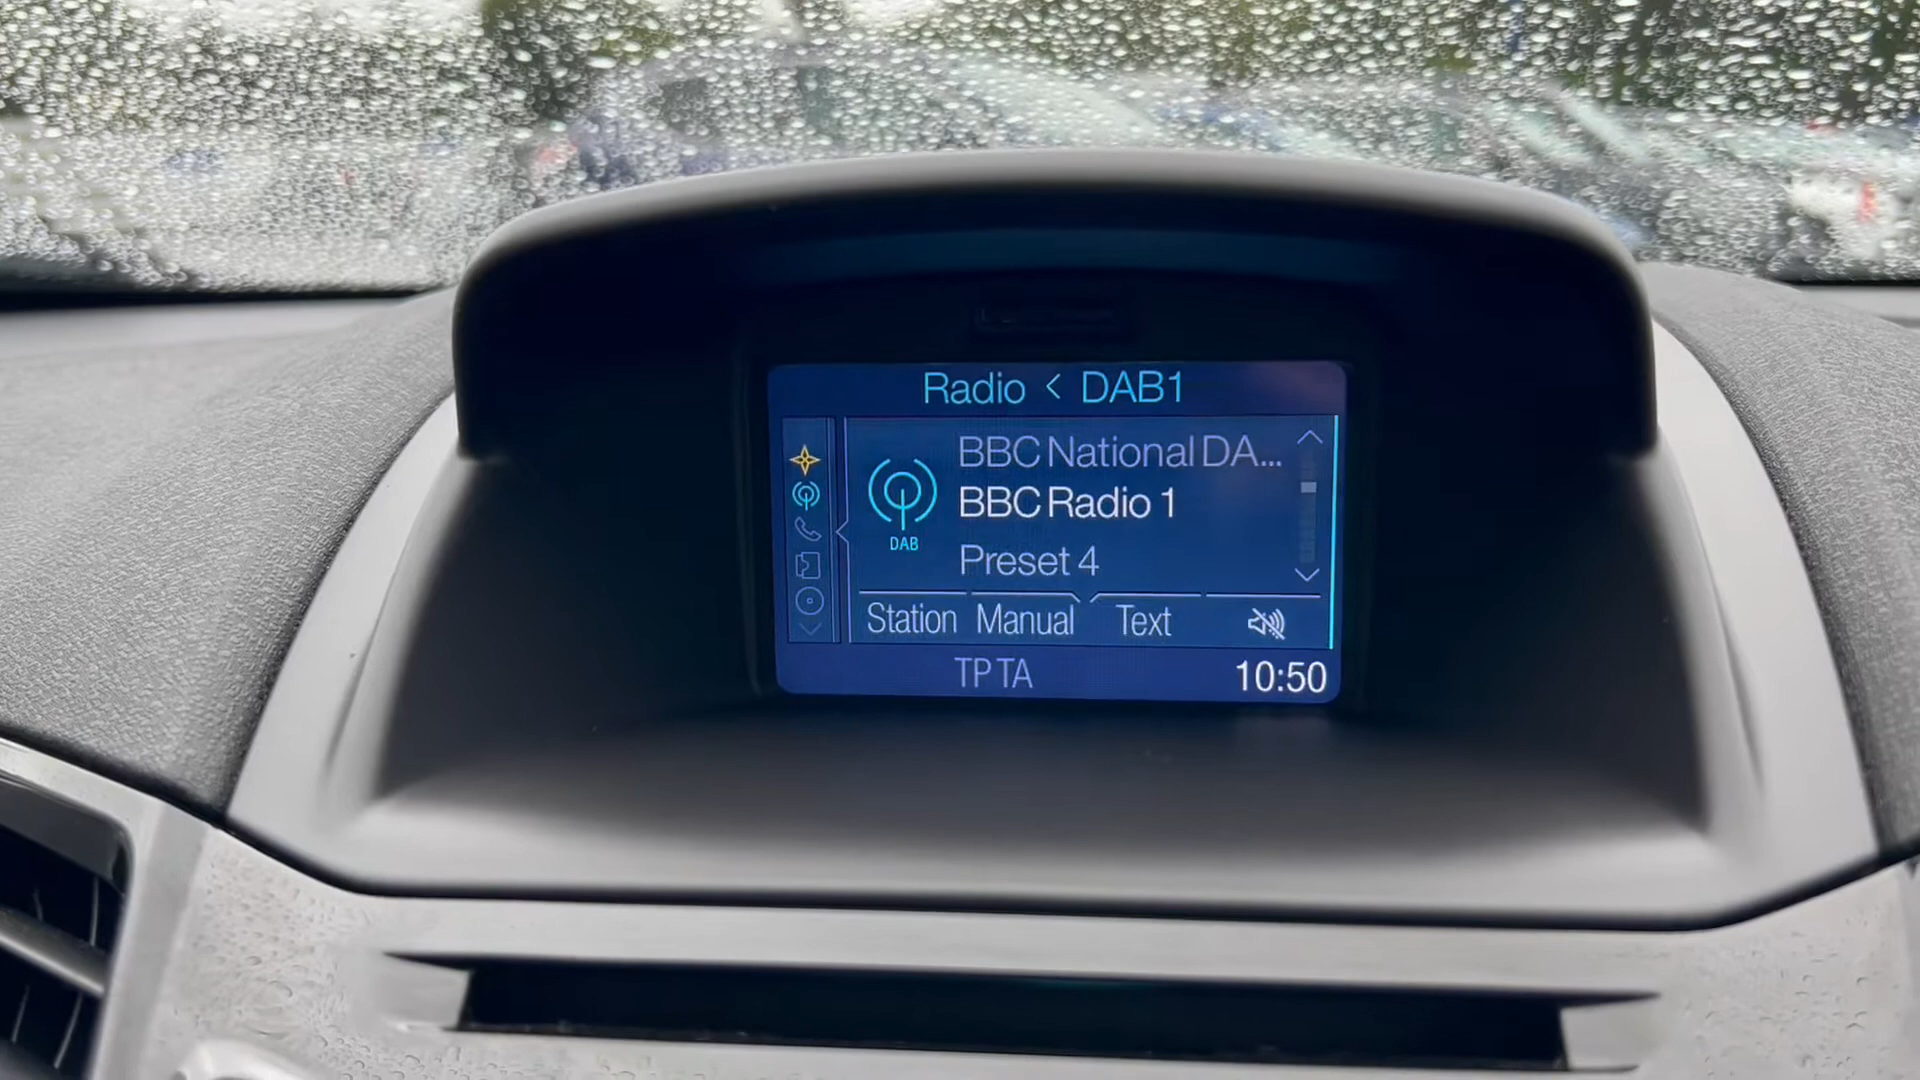 Radio < DAB1
BBC National DA...
BBC Radio 1
DAB
Preset 4
Station Manual Text
TP TA 10:50